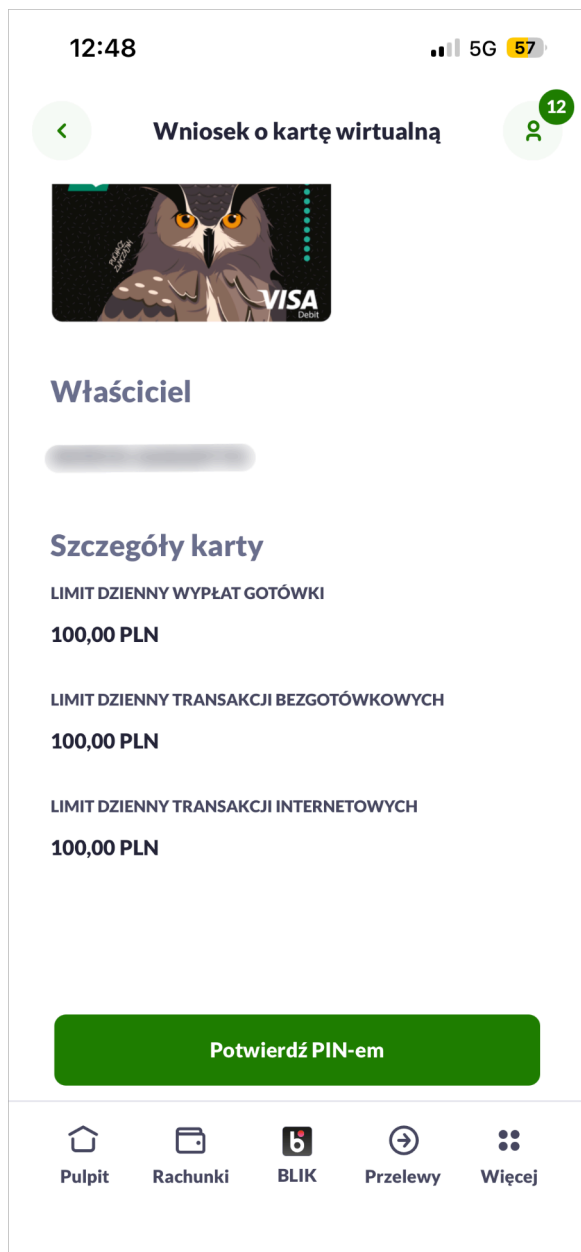 12:48
5G 57
12
Wniosek o kartę wirtualną
PUCHACZ
ZWYCZAJNY
VISA
Debit
Właściciel
Szczegóły karty
LIMIT DZIENNY WYPŁAT GOTÓWKI
100,00 PLN
LIMIT DZIENNY TRANSAKCJI BEZGOTÓWKOWYCH
100,00 PLN
LIMIT DZIENNY TRANSAKCJI INTERNETOWYCH
100,00 PLN
Potwierdź PIN-em
Pulpit Rachunki BLIK Przelewy Więcej